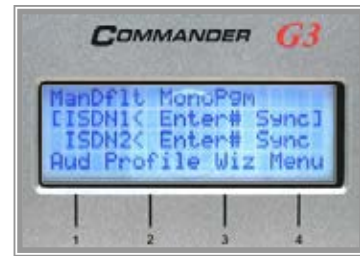 COMMANDER G3
ManDflt MonoPgm
[ISDN1< Enter# Sync]
ISDN2< Enter# Sync
Aud Profile Wiz Menu
1 2 3 4